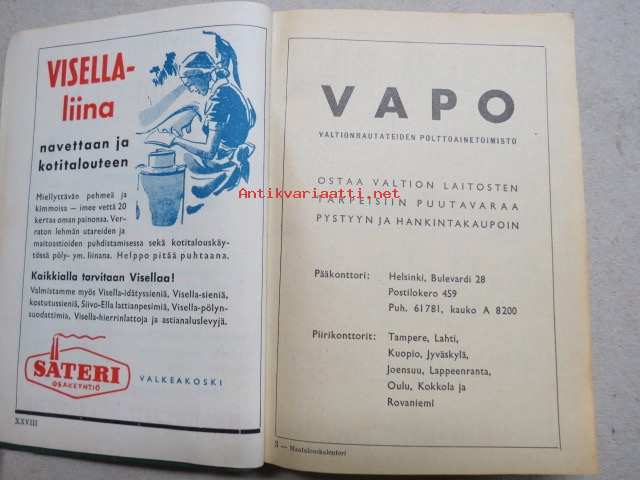 VISELLA-
liina
navettaan ja
kotitalouteen
Miellyttävän pehmeä ja
kimmoisa — imee vettä 20
kertaa oman painonsa. Ver-
raton lehmän utareiden ja
maitoastioiden puhdistamisessa sekä kotitalouskäy-
tössä pöly- ym. liinana. Helppo pitää puhtaana.
Kaikkialla tarvitaan Visellaa!
Valmistamme myös Visella-idätyssieniä, Visella-sieniä,
kostutussieniä, Siivo-Ella lattianpesimiä, Visella-pölyn-
suodattimia, Visella-hierrinlattoja ja astianaluslevyjä.
SÄTERI
OSAKEYHTIÖ
VALKEAKOSKI
XXVIII
VAPO
VALTIONRAUTATEIDEN POLTTOAINETOIMISTO
OSTAA VALTION LAITOSTEN
TARPEISIIN PUUTAVARAA
PYSTYYN JA HANKINTAKAUPOIN
Pääkonttori: Helsinki, Bulevardi 28
Postilokero 459
Puh. 61781, kauko A 8200
Piirikonttorit: Tampere, Lahti,
Kuopio, Jyväskylä,
Joensuu, Lappeenranta,
Oulu, Kokkola ja
Rovaniemi
3 — Maatalouskalenteri
Antikvariaatti.net